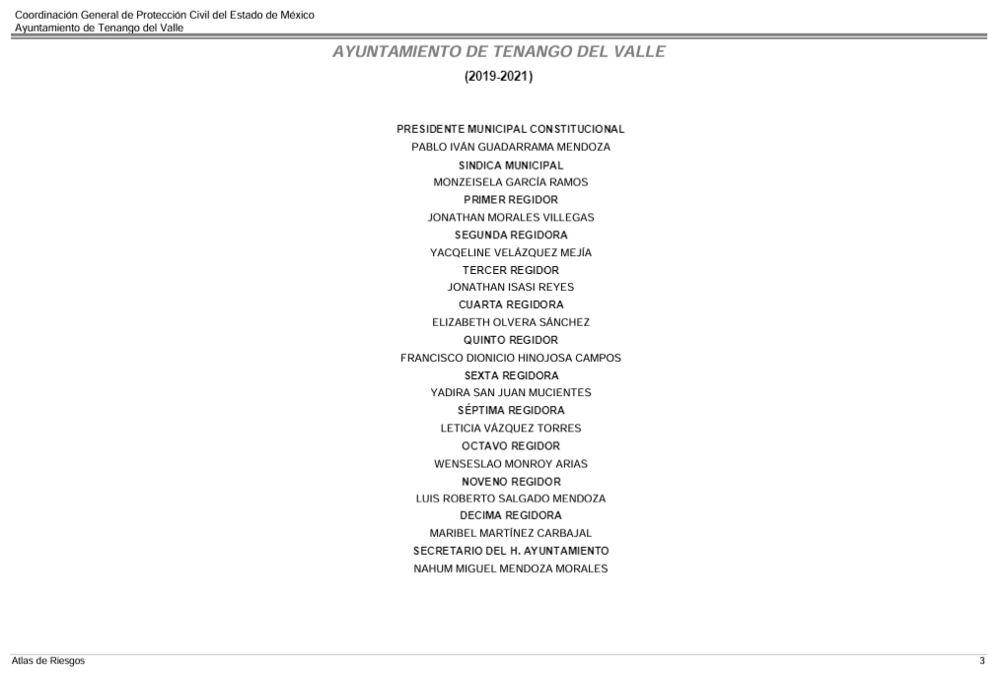 Coordinación General de Protección Civil del Estado de México
Ayuntamiento de Tenango del Valle
AYUNTAMIENTO DE TENANGO DEL VALLE
(2019-2021)
PRESIDENTE MUNICIPAL CONSTITUCIONAL
PABLO IVÁN GUADARRAMA MENDOZA
SINDICA MUNICIPAL
MONZEISELA GARCÍA RAMOS
PRIMER REGIDOR
JONATHAN MORALES VILLEGAS
SEGUNDA REGIDORA
YACQELINE VELÁZQUEZ MEJÍA
TERCER REGIDOR
JONATHAN ISASI REYES
CUARTA REGIDORA
ELIZABETH OLVERA SÁNCHEZ
QUINTO REGIDOR
FRANCISCO DIONICIO HINOJOSA CAMPOS
SEXTA REGIDORA
YADIRA SAN JUAN MUCIENTES
SÉPTIMA REGIDORA
LETICIA VÁZQUEZ TORRES
OCTAVO REGIDOR
WENSESLAO MONROY ARIAS
NOVENO REGIDOR
LUIS ROBERTO SALGADO MENDOZA
DECIMA REGIDORA
MARIBEL MARTÍNEZ CARBAJAL
SECRETARIO DEL H. AYUNTAMIENTO
NAHUM MIGUEL MENDOZA MORALES
Atlas de Riesgos 3